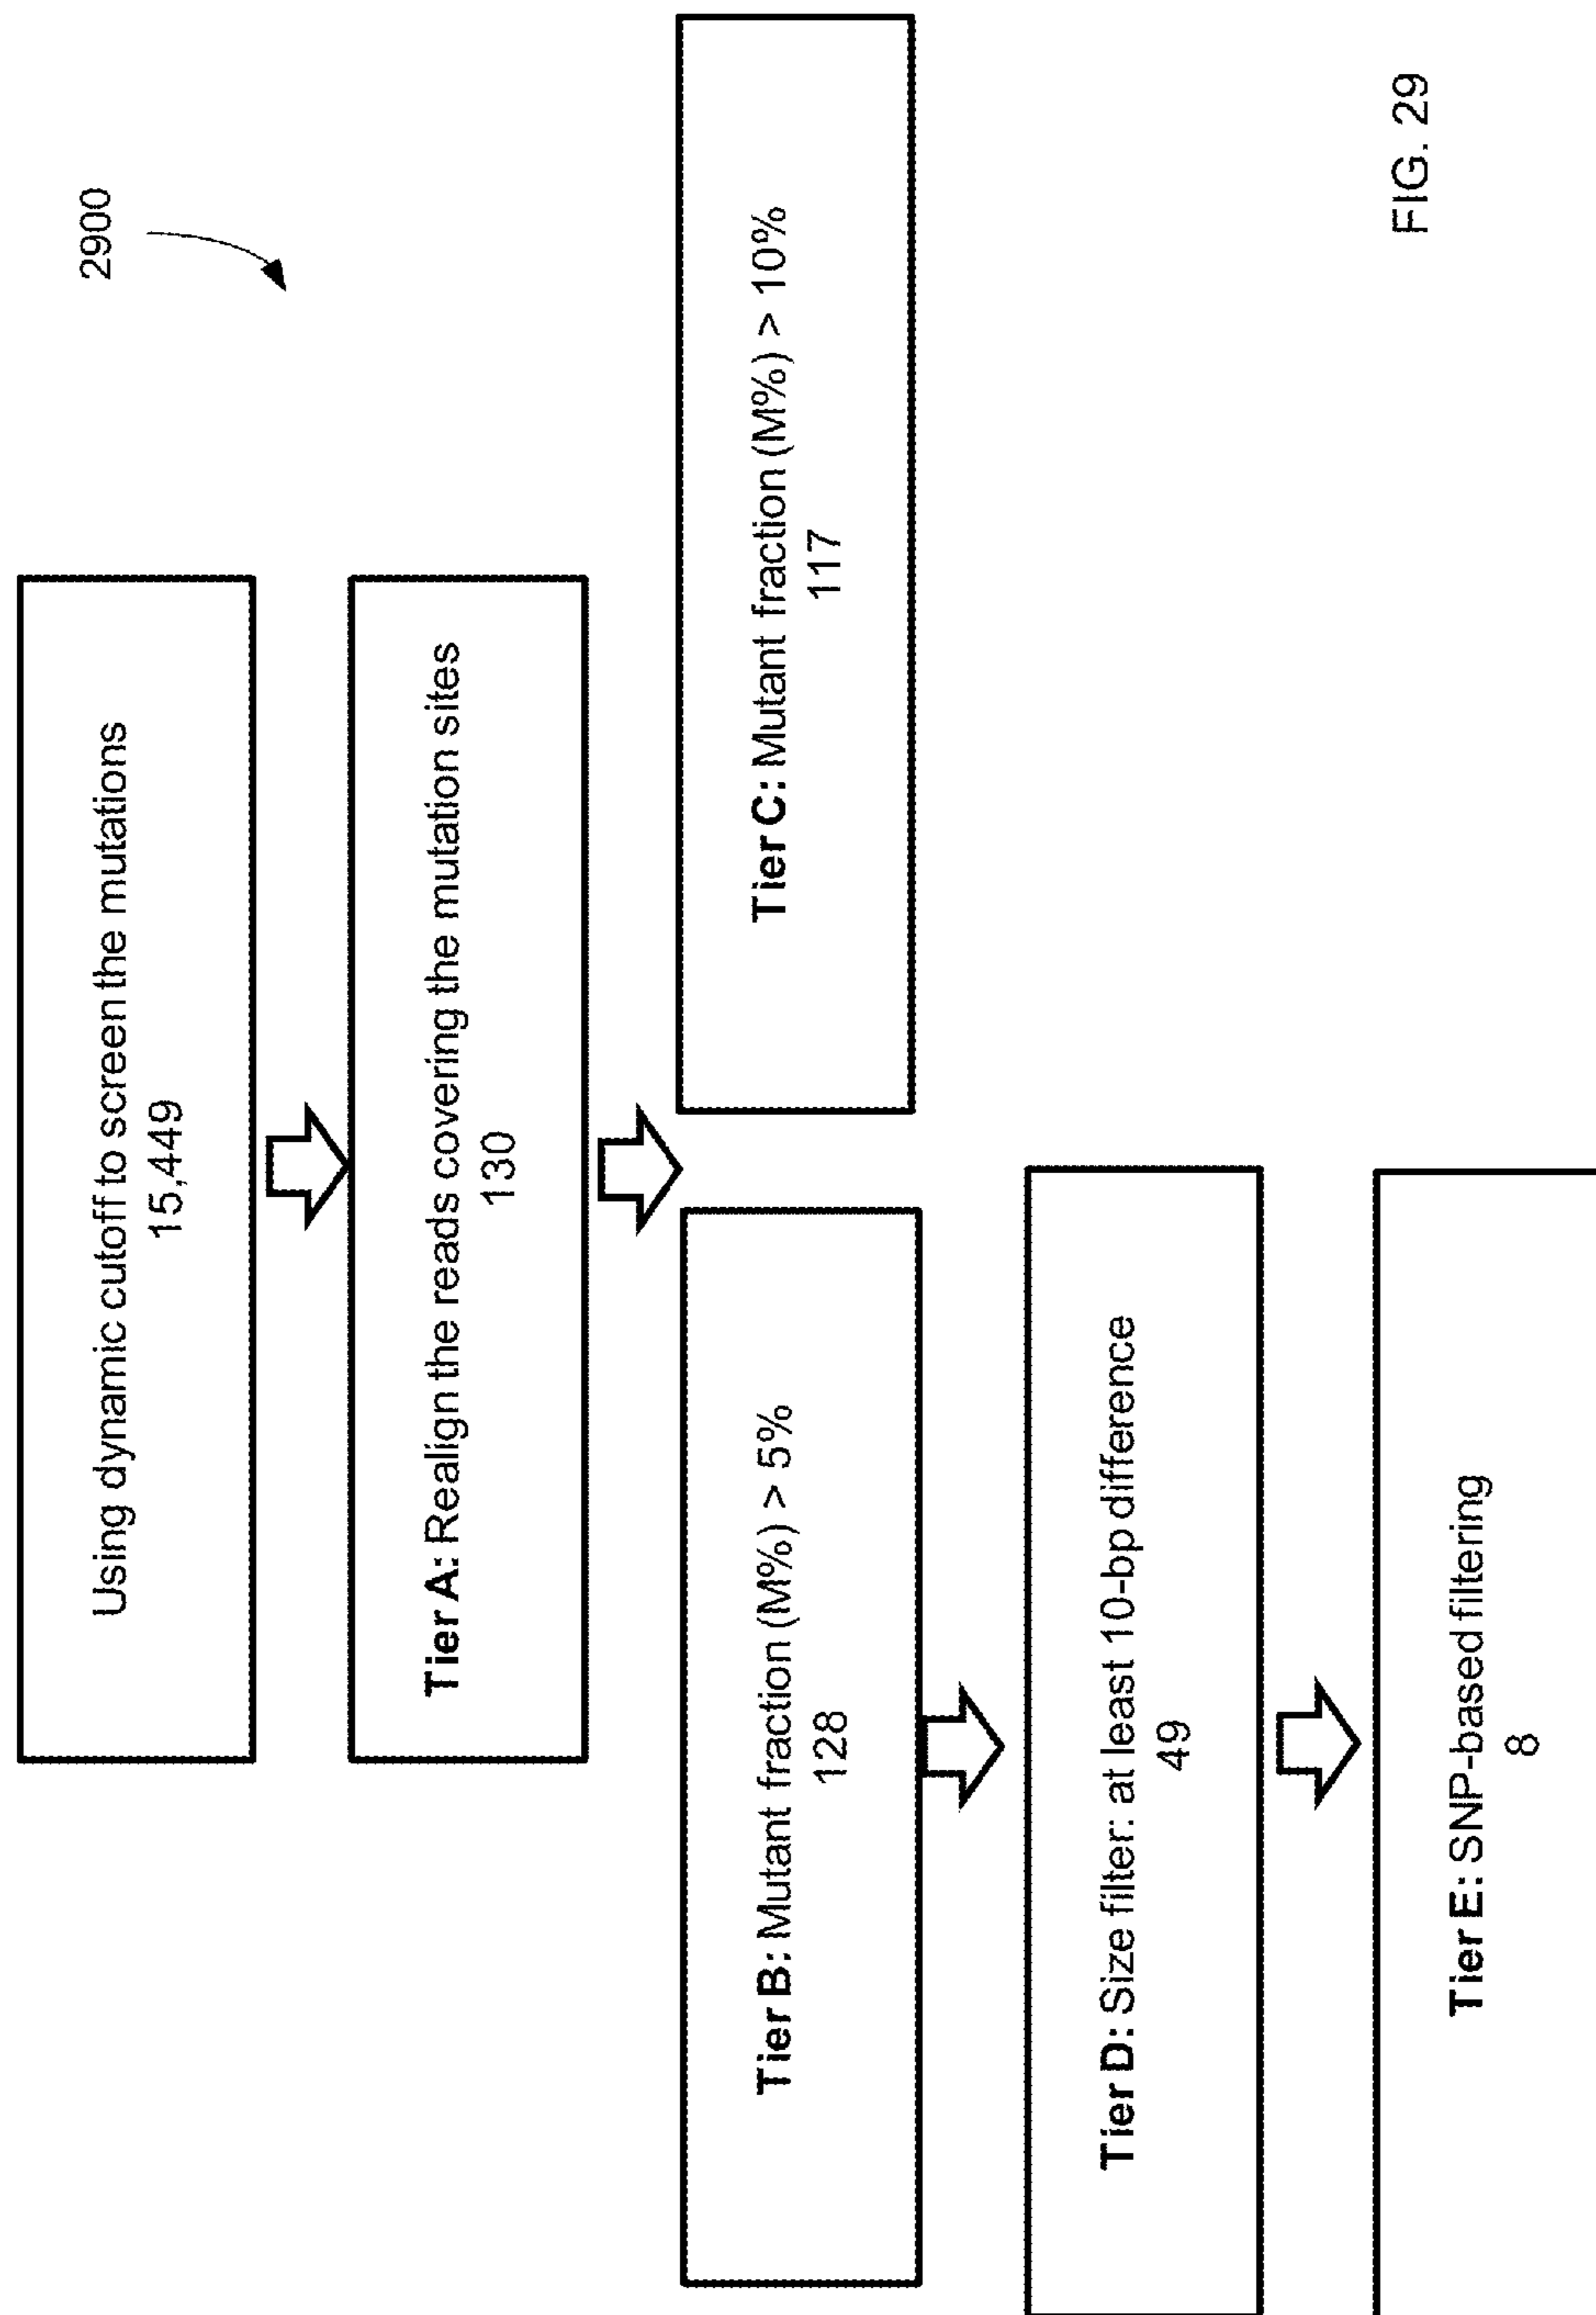 2900
Using dynamic cutoff to screen the mutations
15,449
Tier A: Realign the reads covering the mutation sites
130
Tier B: Mutant fraction (M%) > 5%
128
Tier C: Mutant fraction (M%) > 10%
117
Tier D: Size filter: at least 10-bp difference
49
Tier E: SNP-based filtering
8
FIG. 29